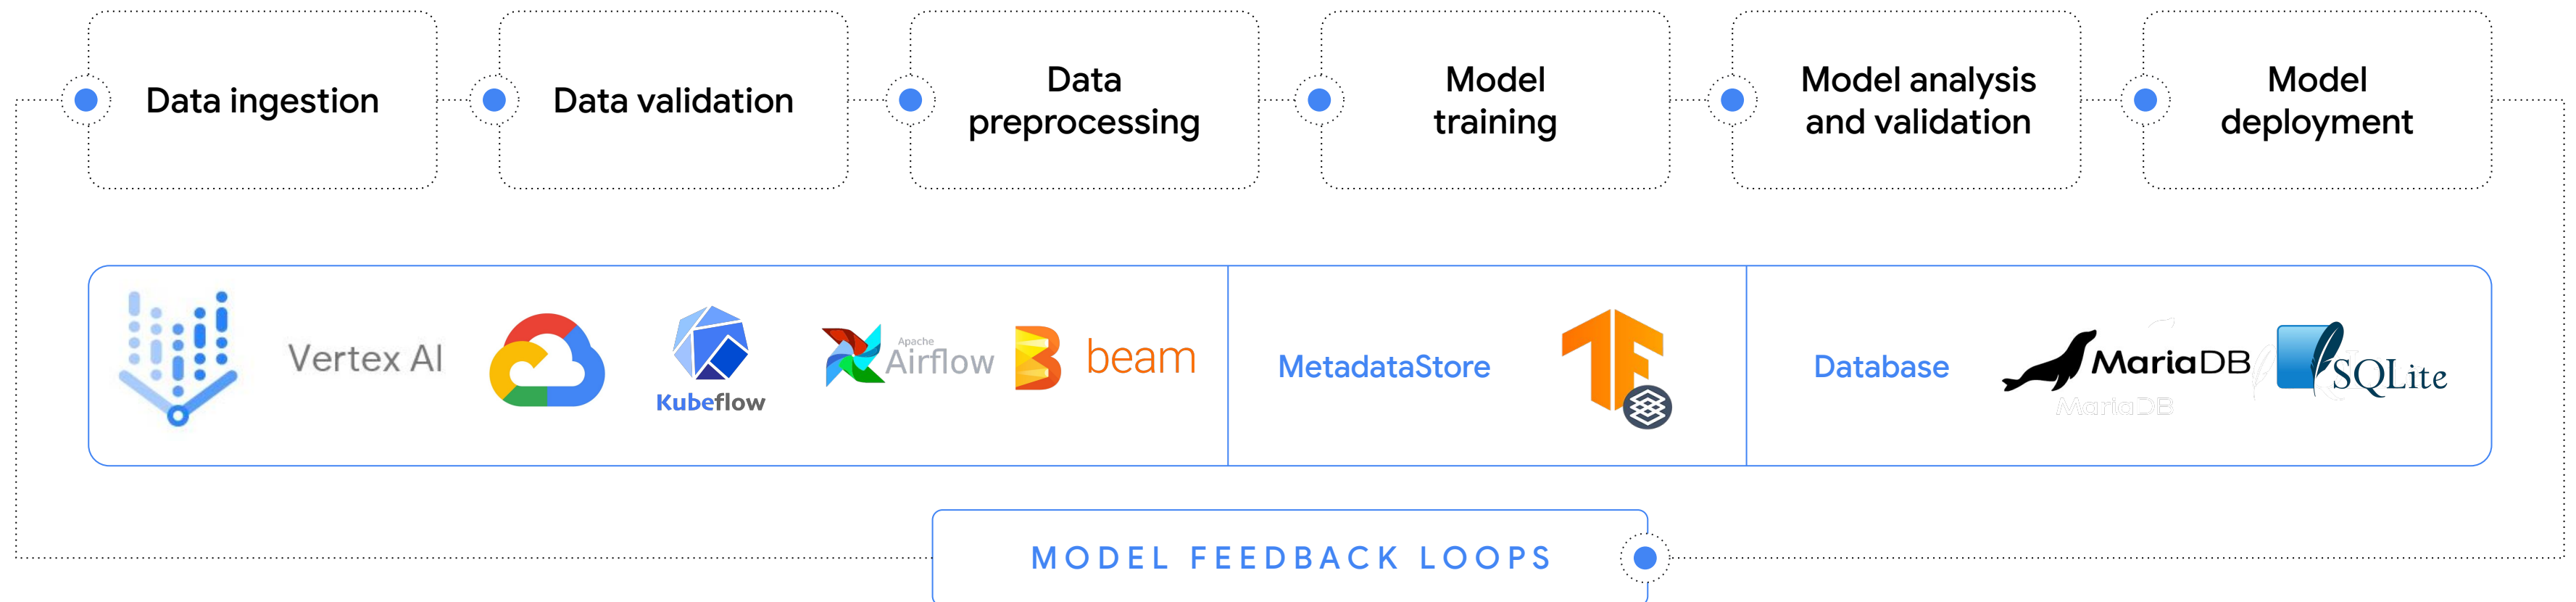 Data ingestion
Data validation
Data
preprocessing
Model
training
Model analysis
and validation
Model
deployment
Vertex AI
Kubeflow
Apache
Airflow
beam
MetadataStore
Database
MariaDB
MariaDB
SQLite
MODEL FEEDBACK LOOPS